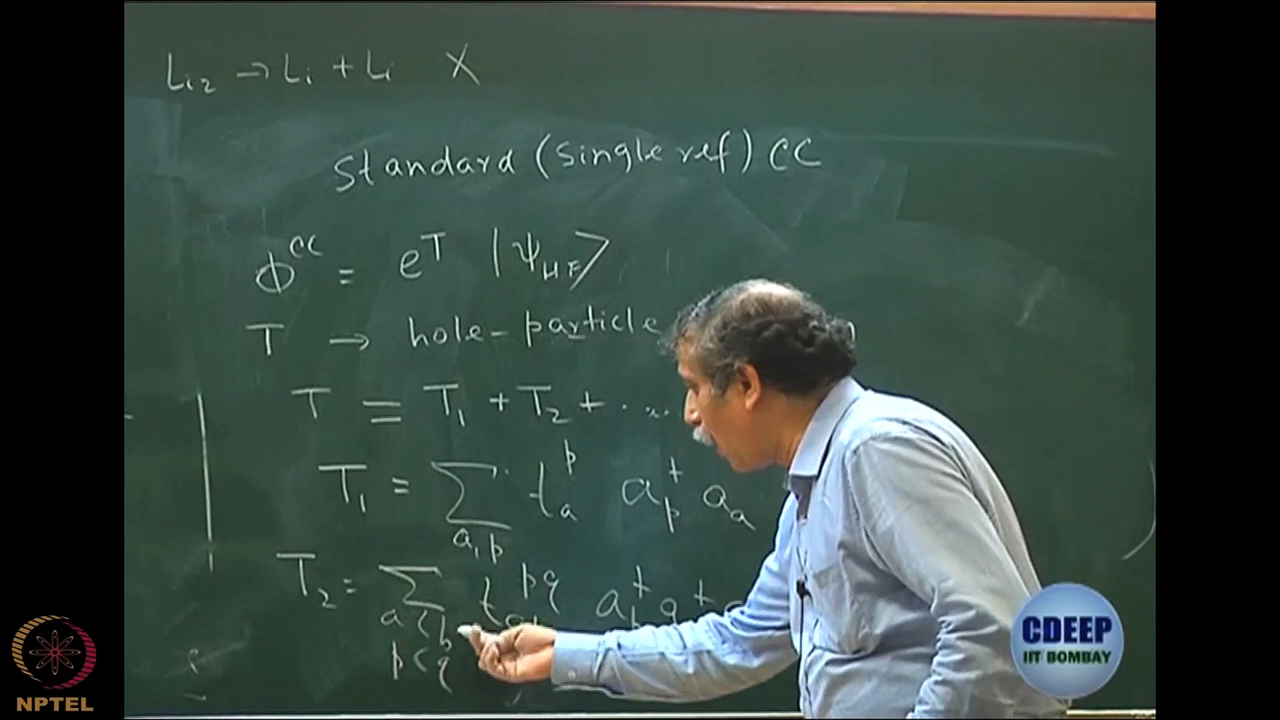 Li₂ → Li + Li X
Standard (single ref) CC
ϕ^CC = e^T |Ψ_HF⟩
T → hole-particle
T ≡ T₁ + T₂ + ....
T₁ = Σ_{a,p} t_a^p a_p^† a_a
T₂ = Σ_{a<b p<q} t^{pq} a_p^† a^†
CDEEP
IIT BOMBAY
NPTEL